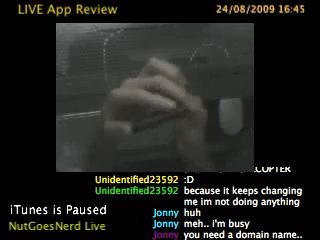 LIVE App Review
24/08/2009 16:45
Unidentified23592 :D
Unidentified23592 because it keeps changing
me im not doing anything
Jonny huh
Jonny meh.. i'm busy
Jonny you need a domain name..
iTunes is Paused
NutGoesNerd Live